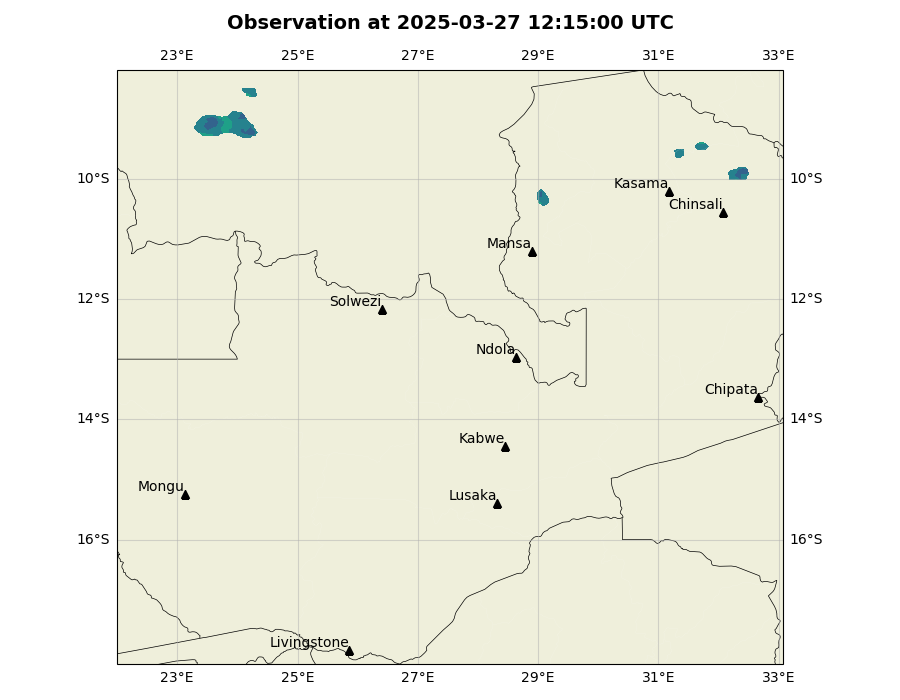 Observation at 2025-03-27 12:15:00 UTC
23°E 25°E 27°E 29°E 31°E 33°E
10°S 10°S
Kasama
Chinsali
Mansa
12°S 12°S
Solwezi
Ndola
Chipata
14°S 14°S
Kabwe
Mongu
Lusaka
16°S 16°S
Livingstone
23°E 25°E 27°E 29°E 31°E 33°E